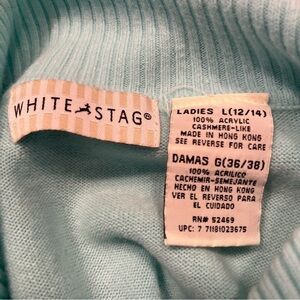 WHITE STAG®
LADIES L(12/14)
100% ACRYLIC
CASHMERE-LIKE
MADE IN HONG KONG
SEE REVERSE FOR CARE
DAMAS G(36/38)
100% ACRILICO
CACHEMIR-SEMEJANTE
HECHO EN HONG KONG
VER EL REVERSO PARA
EL CUIDADO
RN# 52469
UPC: 7 71181023675